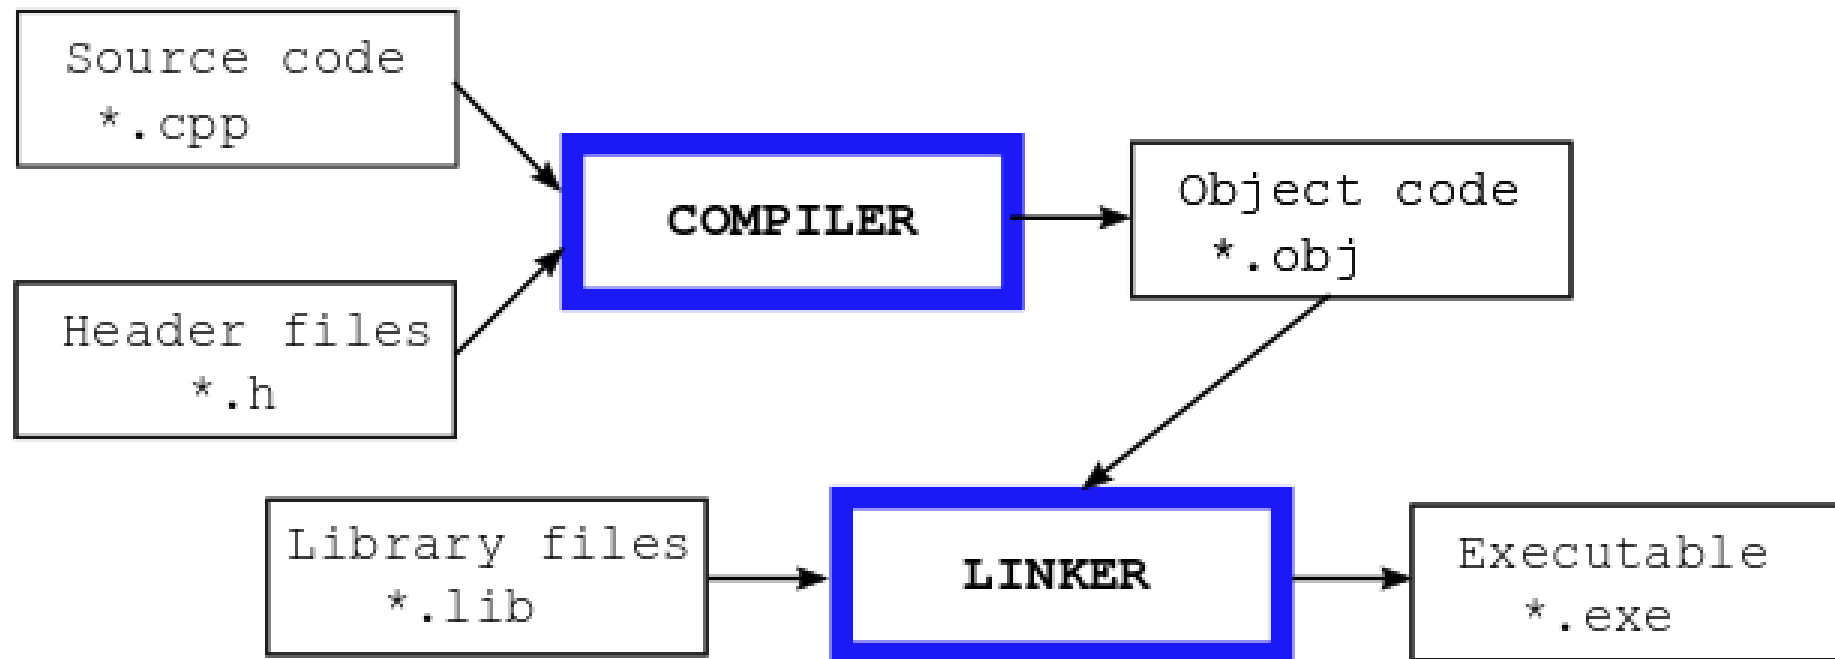 Source code
*.cpp
COMPILER
Object code
*.obj
Header files
*.h
Library files
*.lib
LINKER
Executable
*.exe